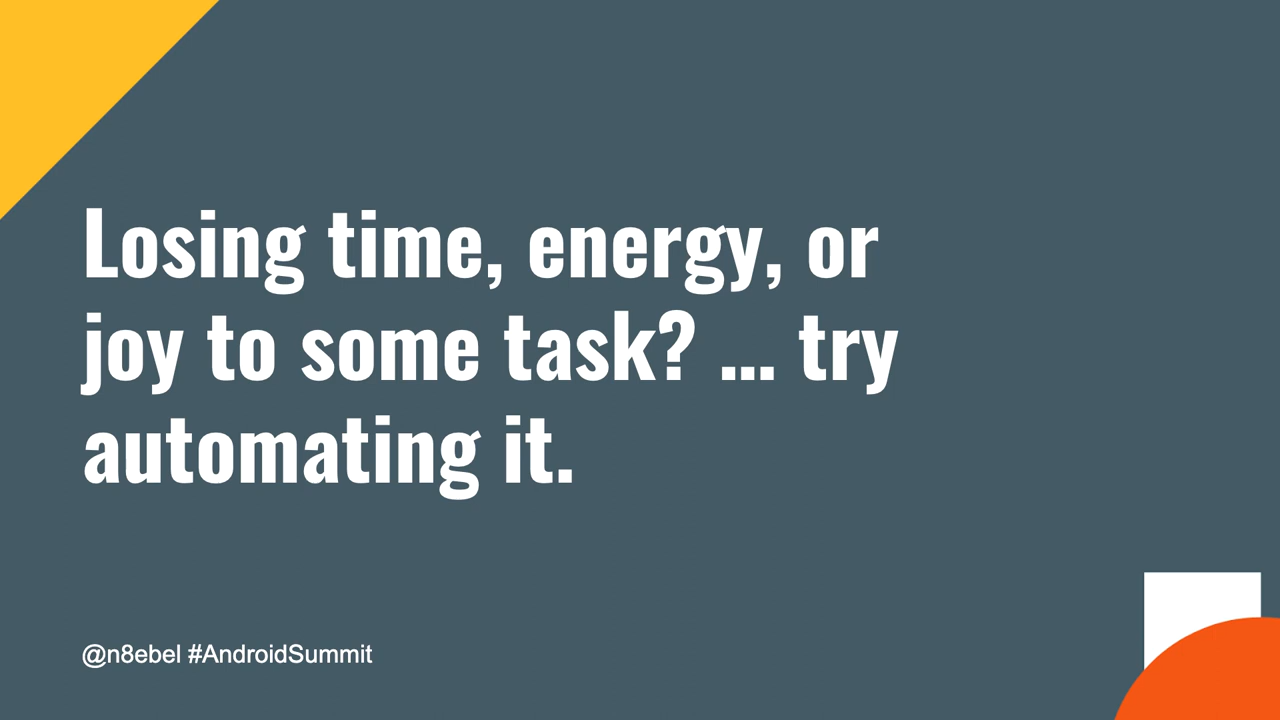 Losing time, energy, or
joy to some task? ... try
automating it.
@n8ebel #AndroidSummit